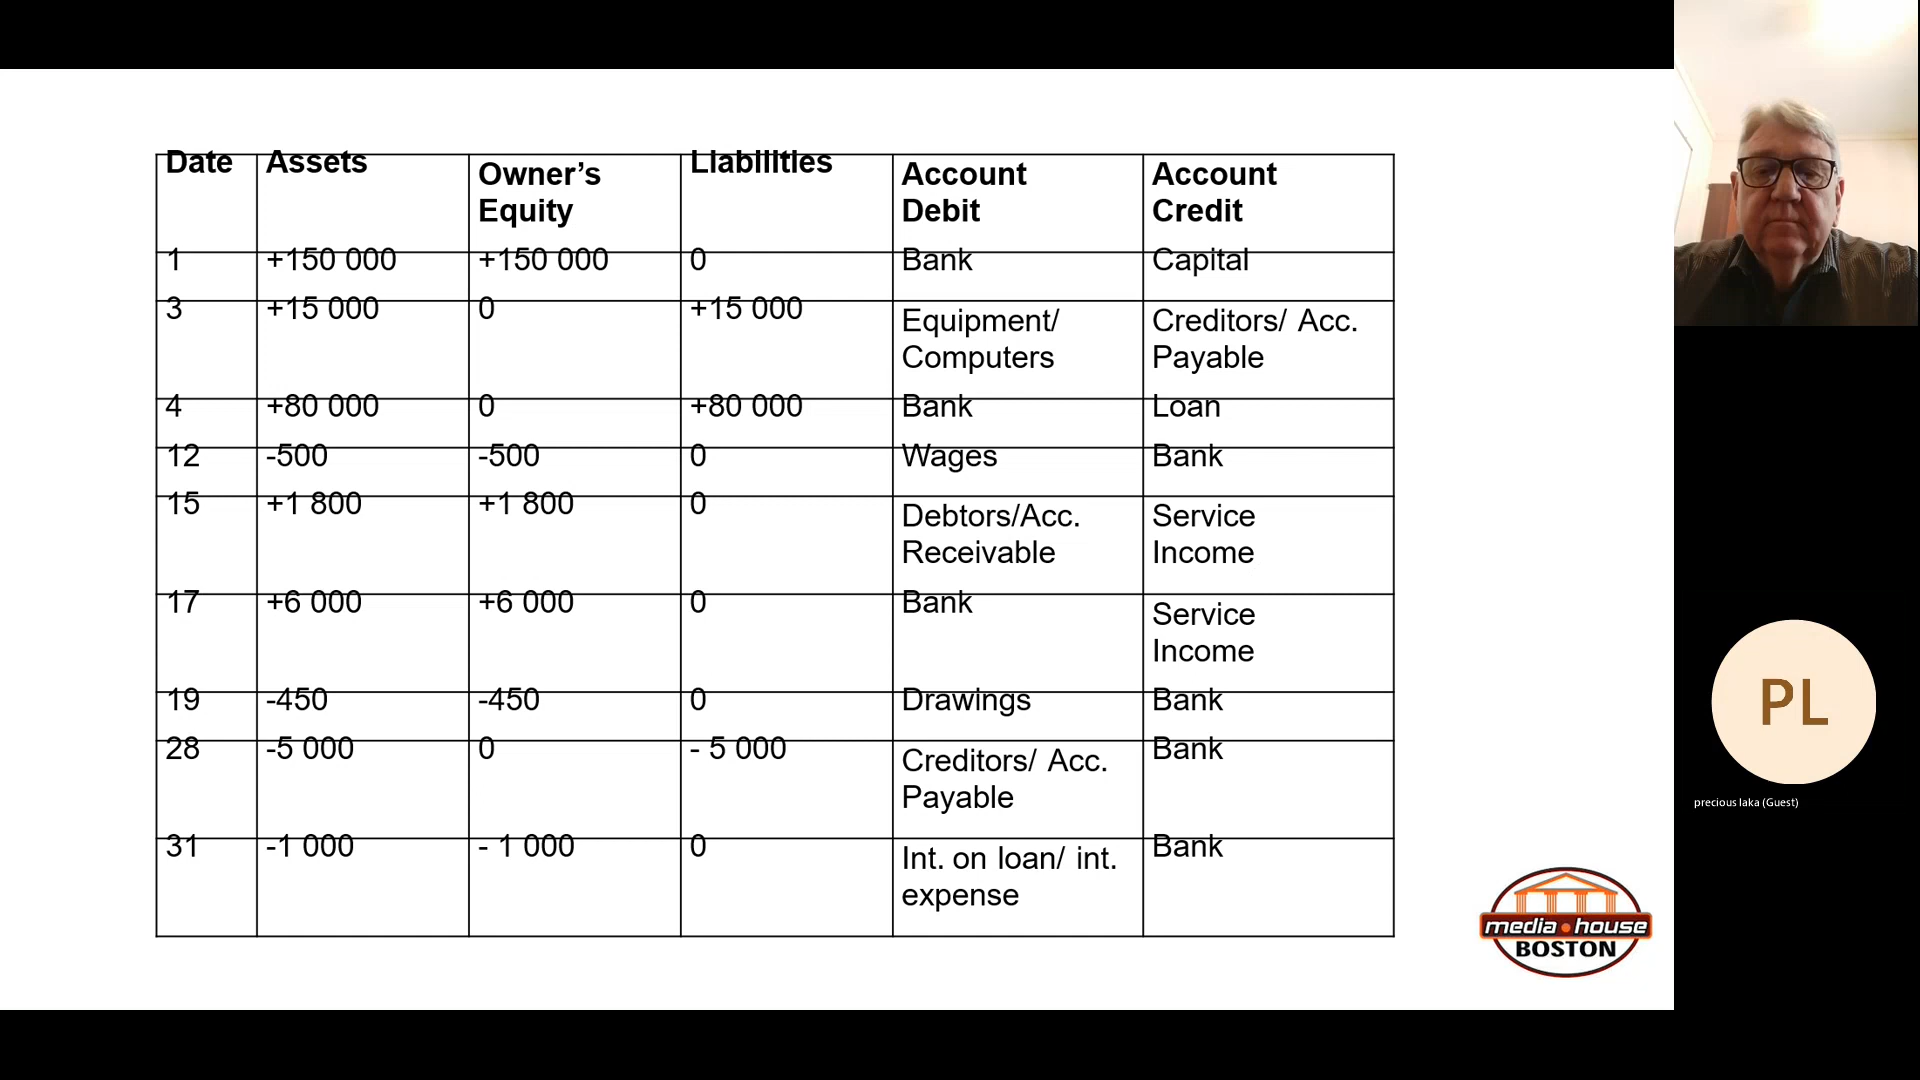 Date Assets Owner’s Equity Liabilities Account Debit Account Credit
1 +150 000 +150 000 0 Bank Capital
3 +15 000 0 +15 000 Equipment/ Computers Creditors/ Acc. Payable
4 +80 000 0 +80 000 Bank Loan
12 -500 -500 0 Wages Bank
15 +1 800 +1 800 0 Debtors/Acc. Receivable Service Income
17 +6 000 +6 000 0 Bank Service Income
19 -450 -450 0 Drawings Bank
28 -5 000 0 - 5 000 Creditors/ Acc. Payable Bank
31 -1 000 - 1 000 0 Int. on loan/ int. expense Bank
media house
BOSTON
PL
precious laka (Guest)